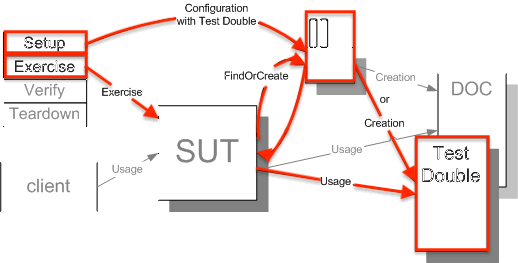 Configuration
with Test Double
Setup
Exercise
Verify
Teardown
Exercise
FindOrCreate
Creation
or
Creation
DOC
SUT
Usage
Usage
Usage
client
Test
Double